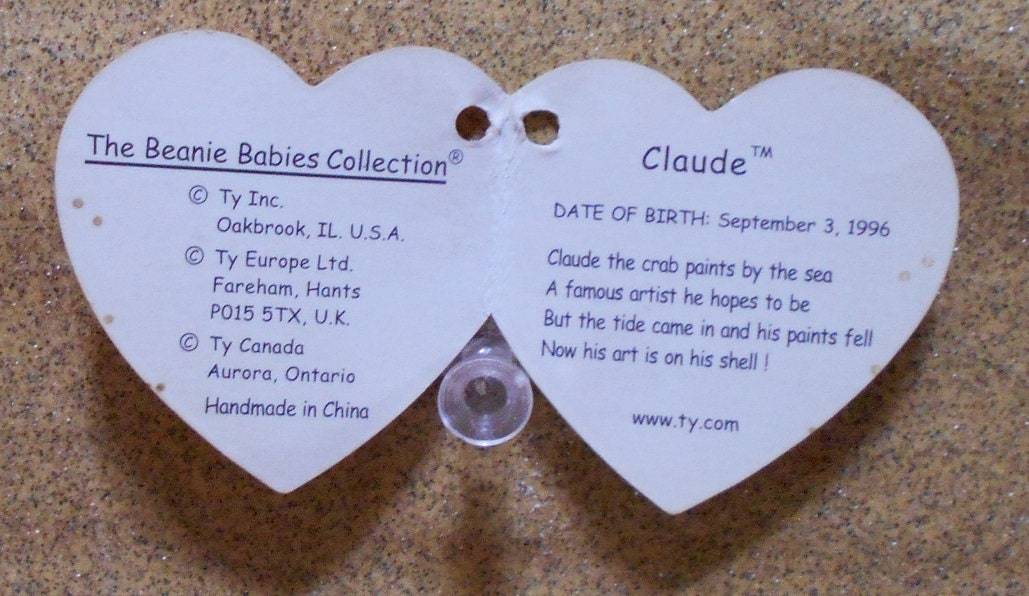 The Beanie Babies Collection®
© Ty Inc.
Oakbrook, IL. U.S.A.
© Ty Europe Ltd.
Fareham, Hants
PO15 5TX, U.K.
© Ty Canada
Aurora, Ontario
Handmade in China
Claude™
DATE OF BIRTH: September 3, 1996
Claude the crab paints by the sea
A famous artist he hopes to be
But the tide came in and his paints fell
Now his art is on his shell !
www.ty.com